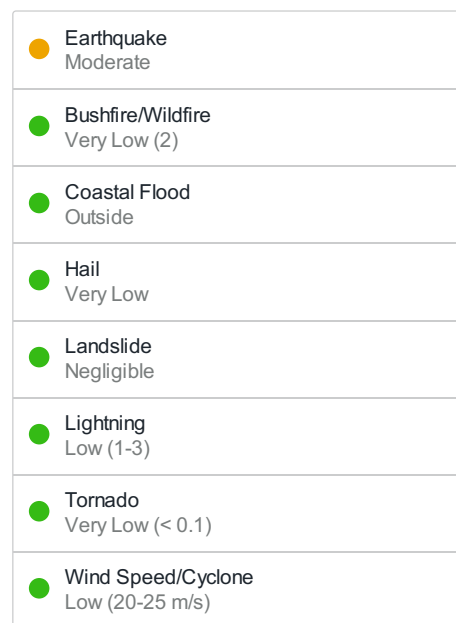 Earthquake
Moderate
Bushfire/Wildfire
Very Low (2)
Coastal Flood
Outside
Hail
Very Low
Landslide
Negligible
Lightning
Low (1-3)
Tornado
Very Low (< 0.1)
Wind Speed/Cyclone
Low (20-25 m/s)